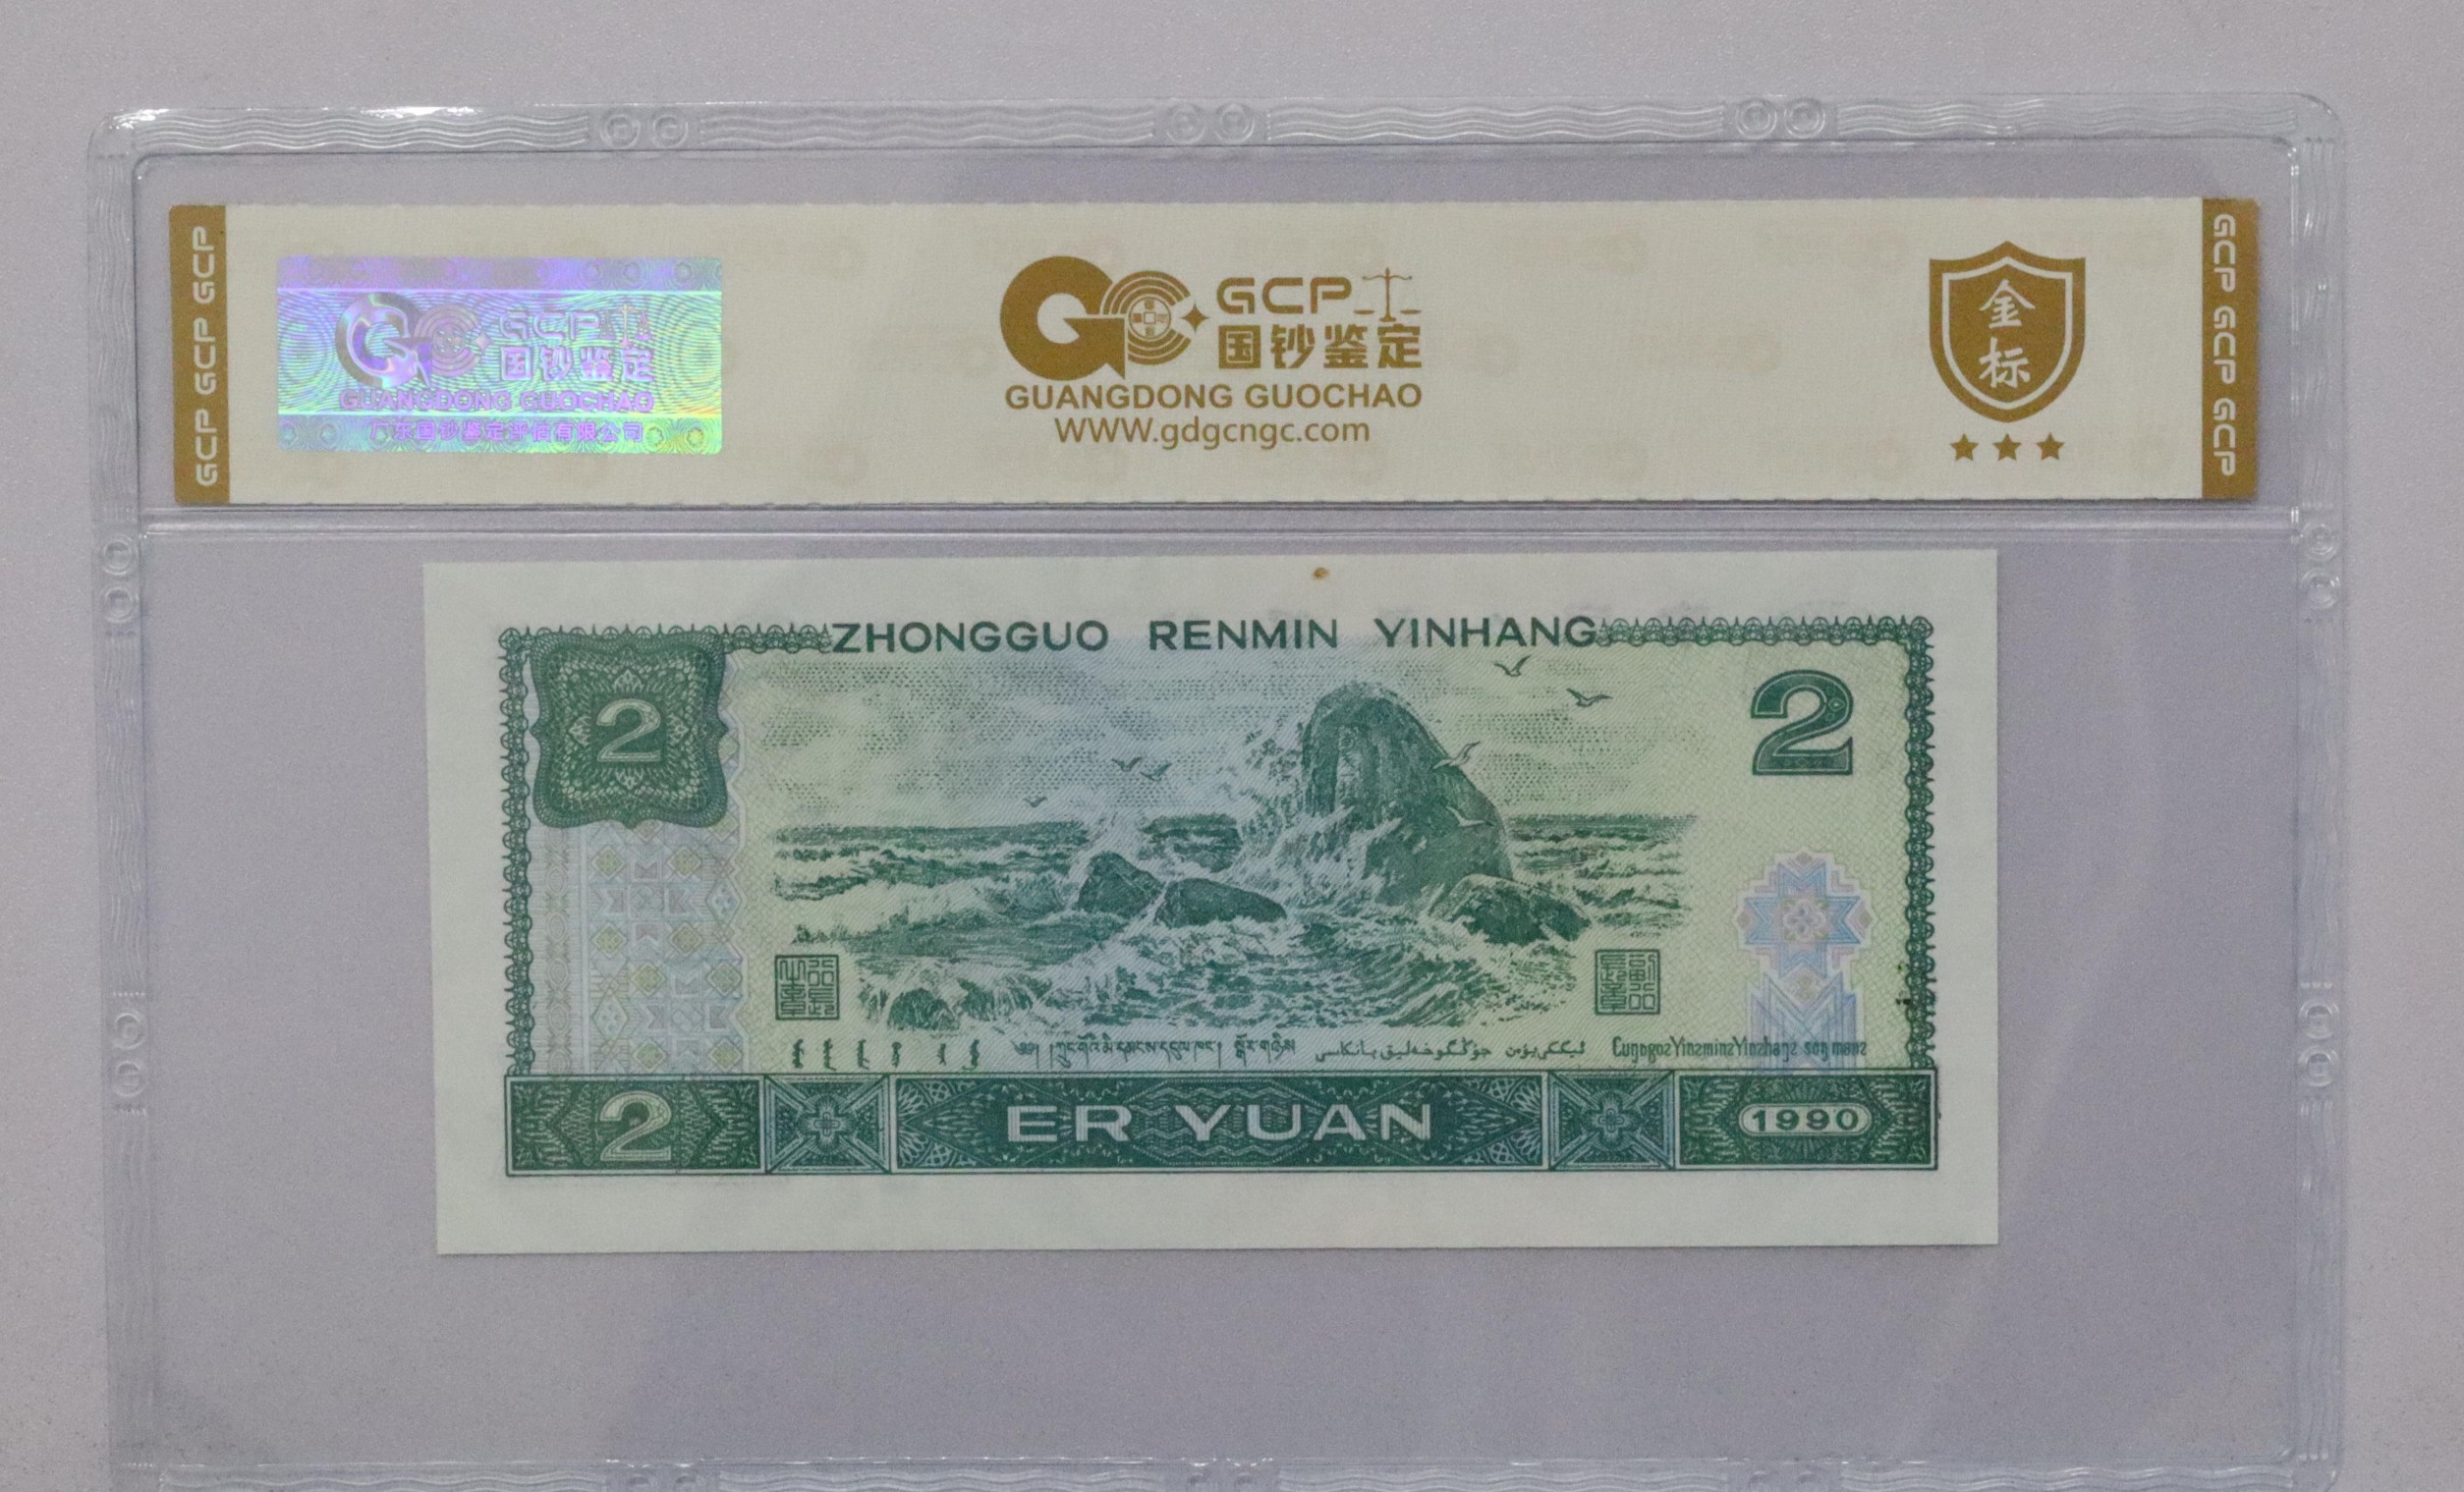 GCP GCP GCP
GCP
国钞鉴定
GUANGDONG GUOCHAO
广东国钞鉴定评估有限公司
GCP
国钞鉴定
GUANGDONG GUOCHAO
WWW.gdgcngc.com
金
标
GCP GCP GCP
ZHONGGUO RENMIN YINHANG
2
2
2
ER YUAN
1990